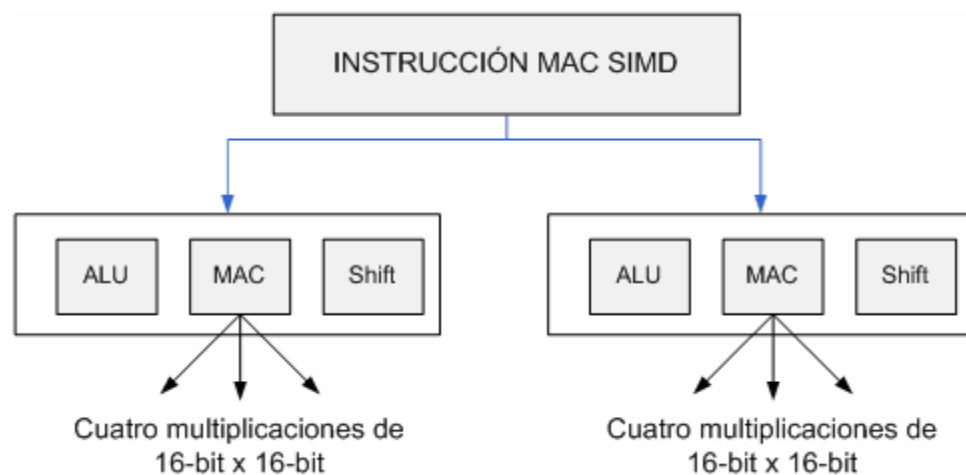 INSTRUCCIÓN MAC SIMD
ALU
MAC
Shift
ALU
MAC
Shift
Cuatro multiplicaciones de
16-bit x 16-bit
Cuatro multiplicaciones de
16-bit x 16-bit